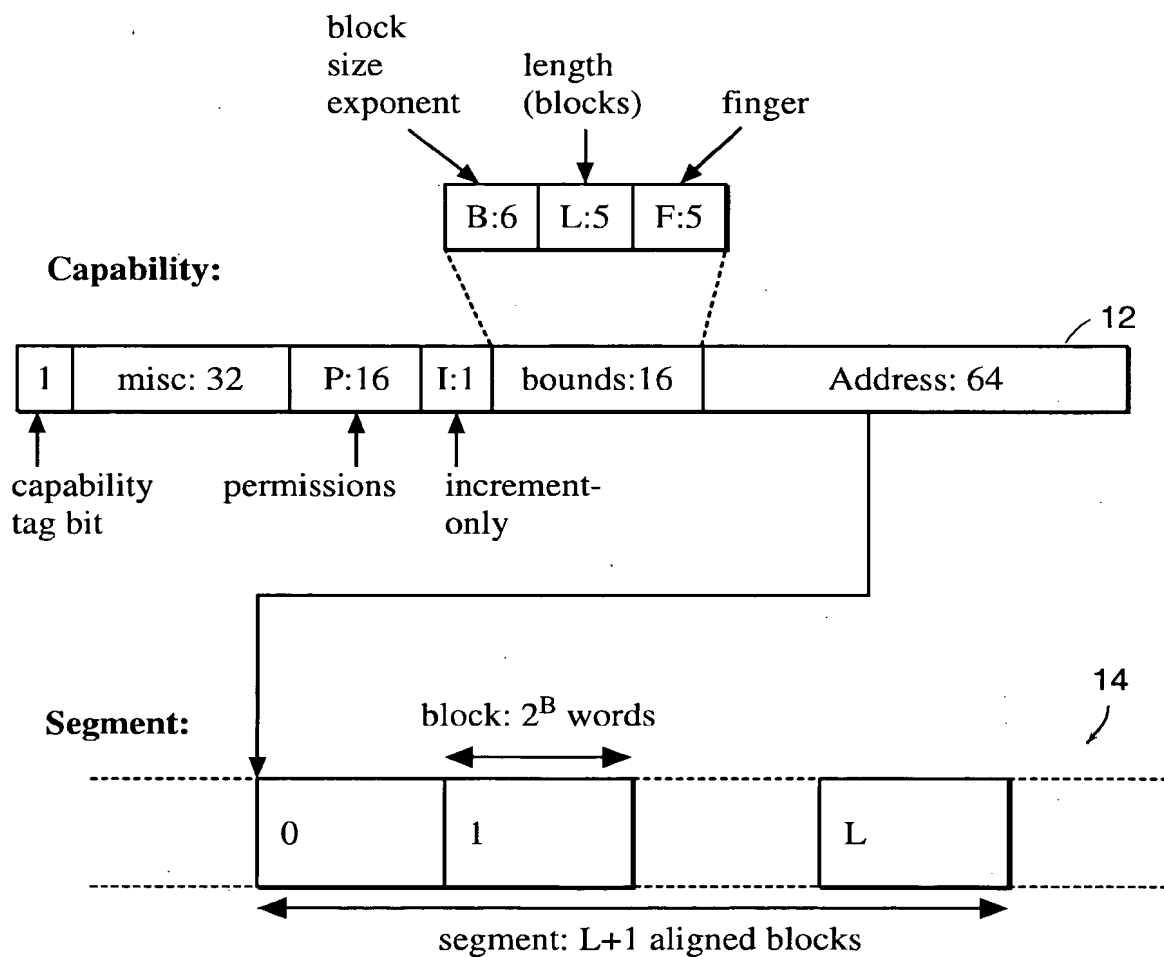 block
size
exponent
length
(blocks)
finger
B:6 L:5 F:5
Capability:
12
1 misc: 32 P:16 I:1 bounds:16 Address: 64
capability
tag bit
permissions
increment-
only
Segment:
block: 2^B words
14
0 1 L
segment: L+1 aligned blocks